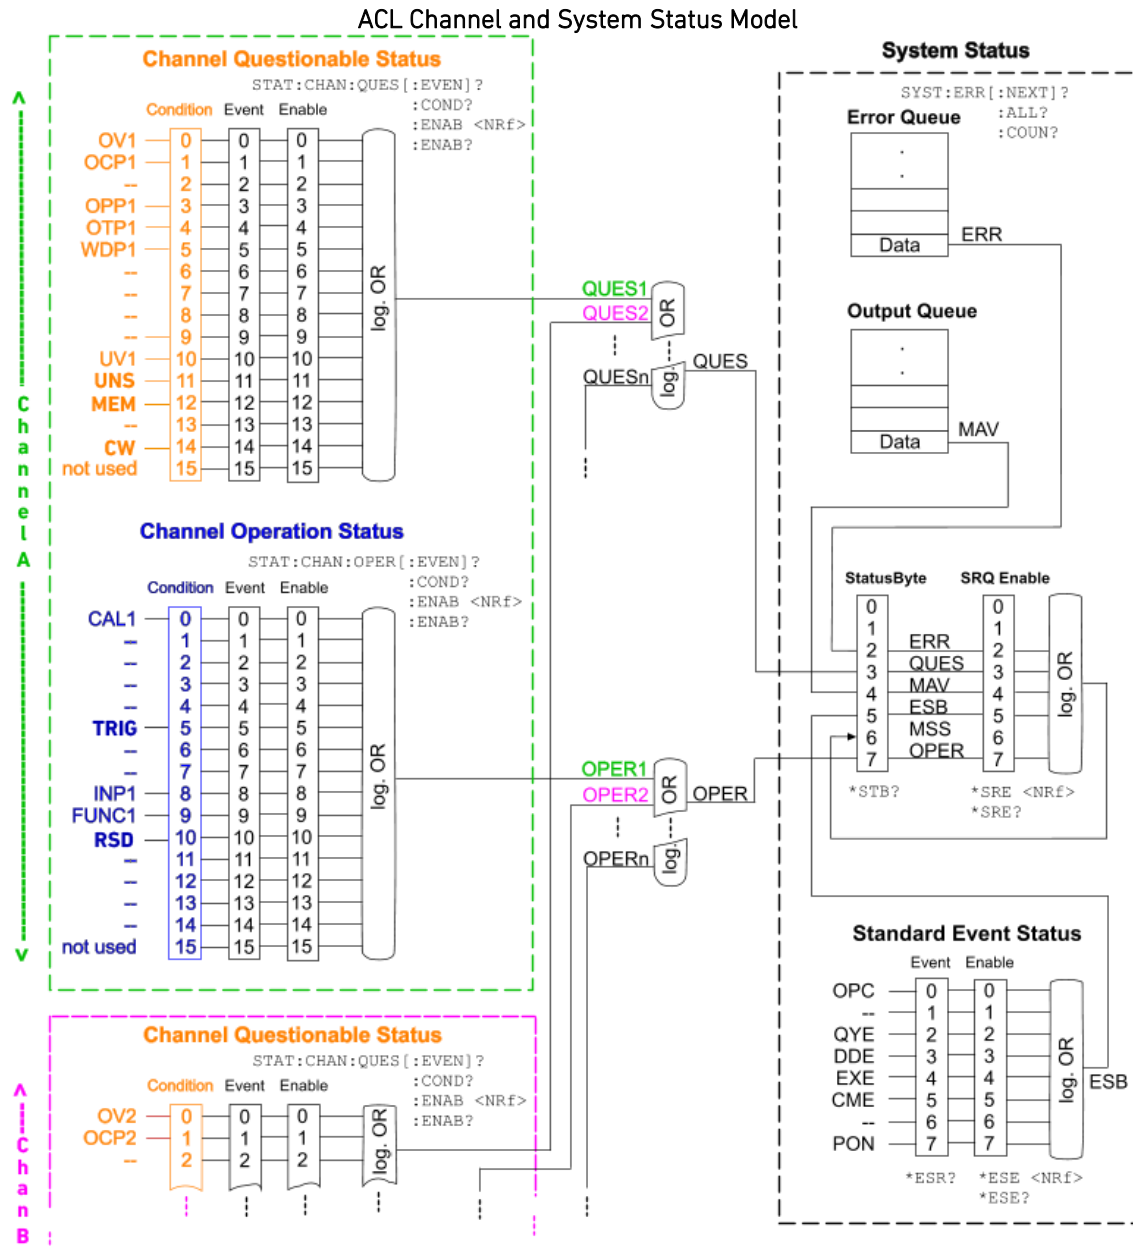 ACL Channel and System Status Model
Channel A
Channel Questionable Status
STAT:CHAN:QUES[:EVEN]?
:COND?
:ENAB <NRf>
:ENAB?
Condition Event Enable
OV1 0 0 0
OCP1 1 1 1
-- 2 2 2
OPP1 3 3 3
OTP1 4 4 4
WDP1 5 5 5
-- 6 6 6
-- 7 7 7
-- 8 8 8
-- 9 9 9
UV1 10 10 10
UNS 11 11 11
MEM 12 12 12
-- 13 13 13
CW 14 14 14
not used 15 15 15
log. OR
Channel Operation Status
STAT:CHAN:OPER[:EVEN]?
:COND?
:ENAB <NRf>
:ENAB?
Condition Event Enable
CAL1 0 0 0
-- 1 1 1
-- 2 2 2
-- 3 3 3
-- 4 4 4
TRIG 5 5 5
-- 6 6 6
-- 7 7 7
INP1 8 8 8
FUNC1 9 9 9
RSD 10 10 10
-- 11 11 11
-- 12 12 12
-- 13 13 13
-- 14 14 14
not used 15 15 15
log. OR
Chan B
Channel Questionable Status
STAT:CHAN:QUES[:EVEN]?
:COND?
:ENAB <NRf>
:ENAB?
Condition Event Enable
OV2 0 0 0
OCP2 1 1 1
-- 2 2 2
log. OR
QUES1
QUES2
QUESn
log. OR
QUES
OPER1
OPER2
OPERn
log. OR
OPER
System Status
SYST:ERR[:NEXT]?
:ALL?
:COUN?
Error Queue
.
.
Data
ERR
Output Queue
.
.
Data
MAV
StatusByte SRQ Enable
0 0
1 1
2 ERR 2
3 QUES 3
4 MAV 4
5 ESB 5
6 MSS 6
7 OPER 7
log. OR
*STB? *SRE <NRf>
*SRE?
Standard Event Status
Event Enable
OPC 0 0
-- 1 1
QYE 2 2
DDE 3 3
EXE 4 4
CME 5 5
-- 6 6
PON 7 7
log. OR
ESB
*ESR? *ESE <NRf>
*ESE?